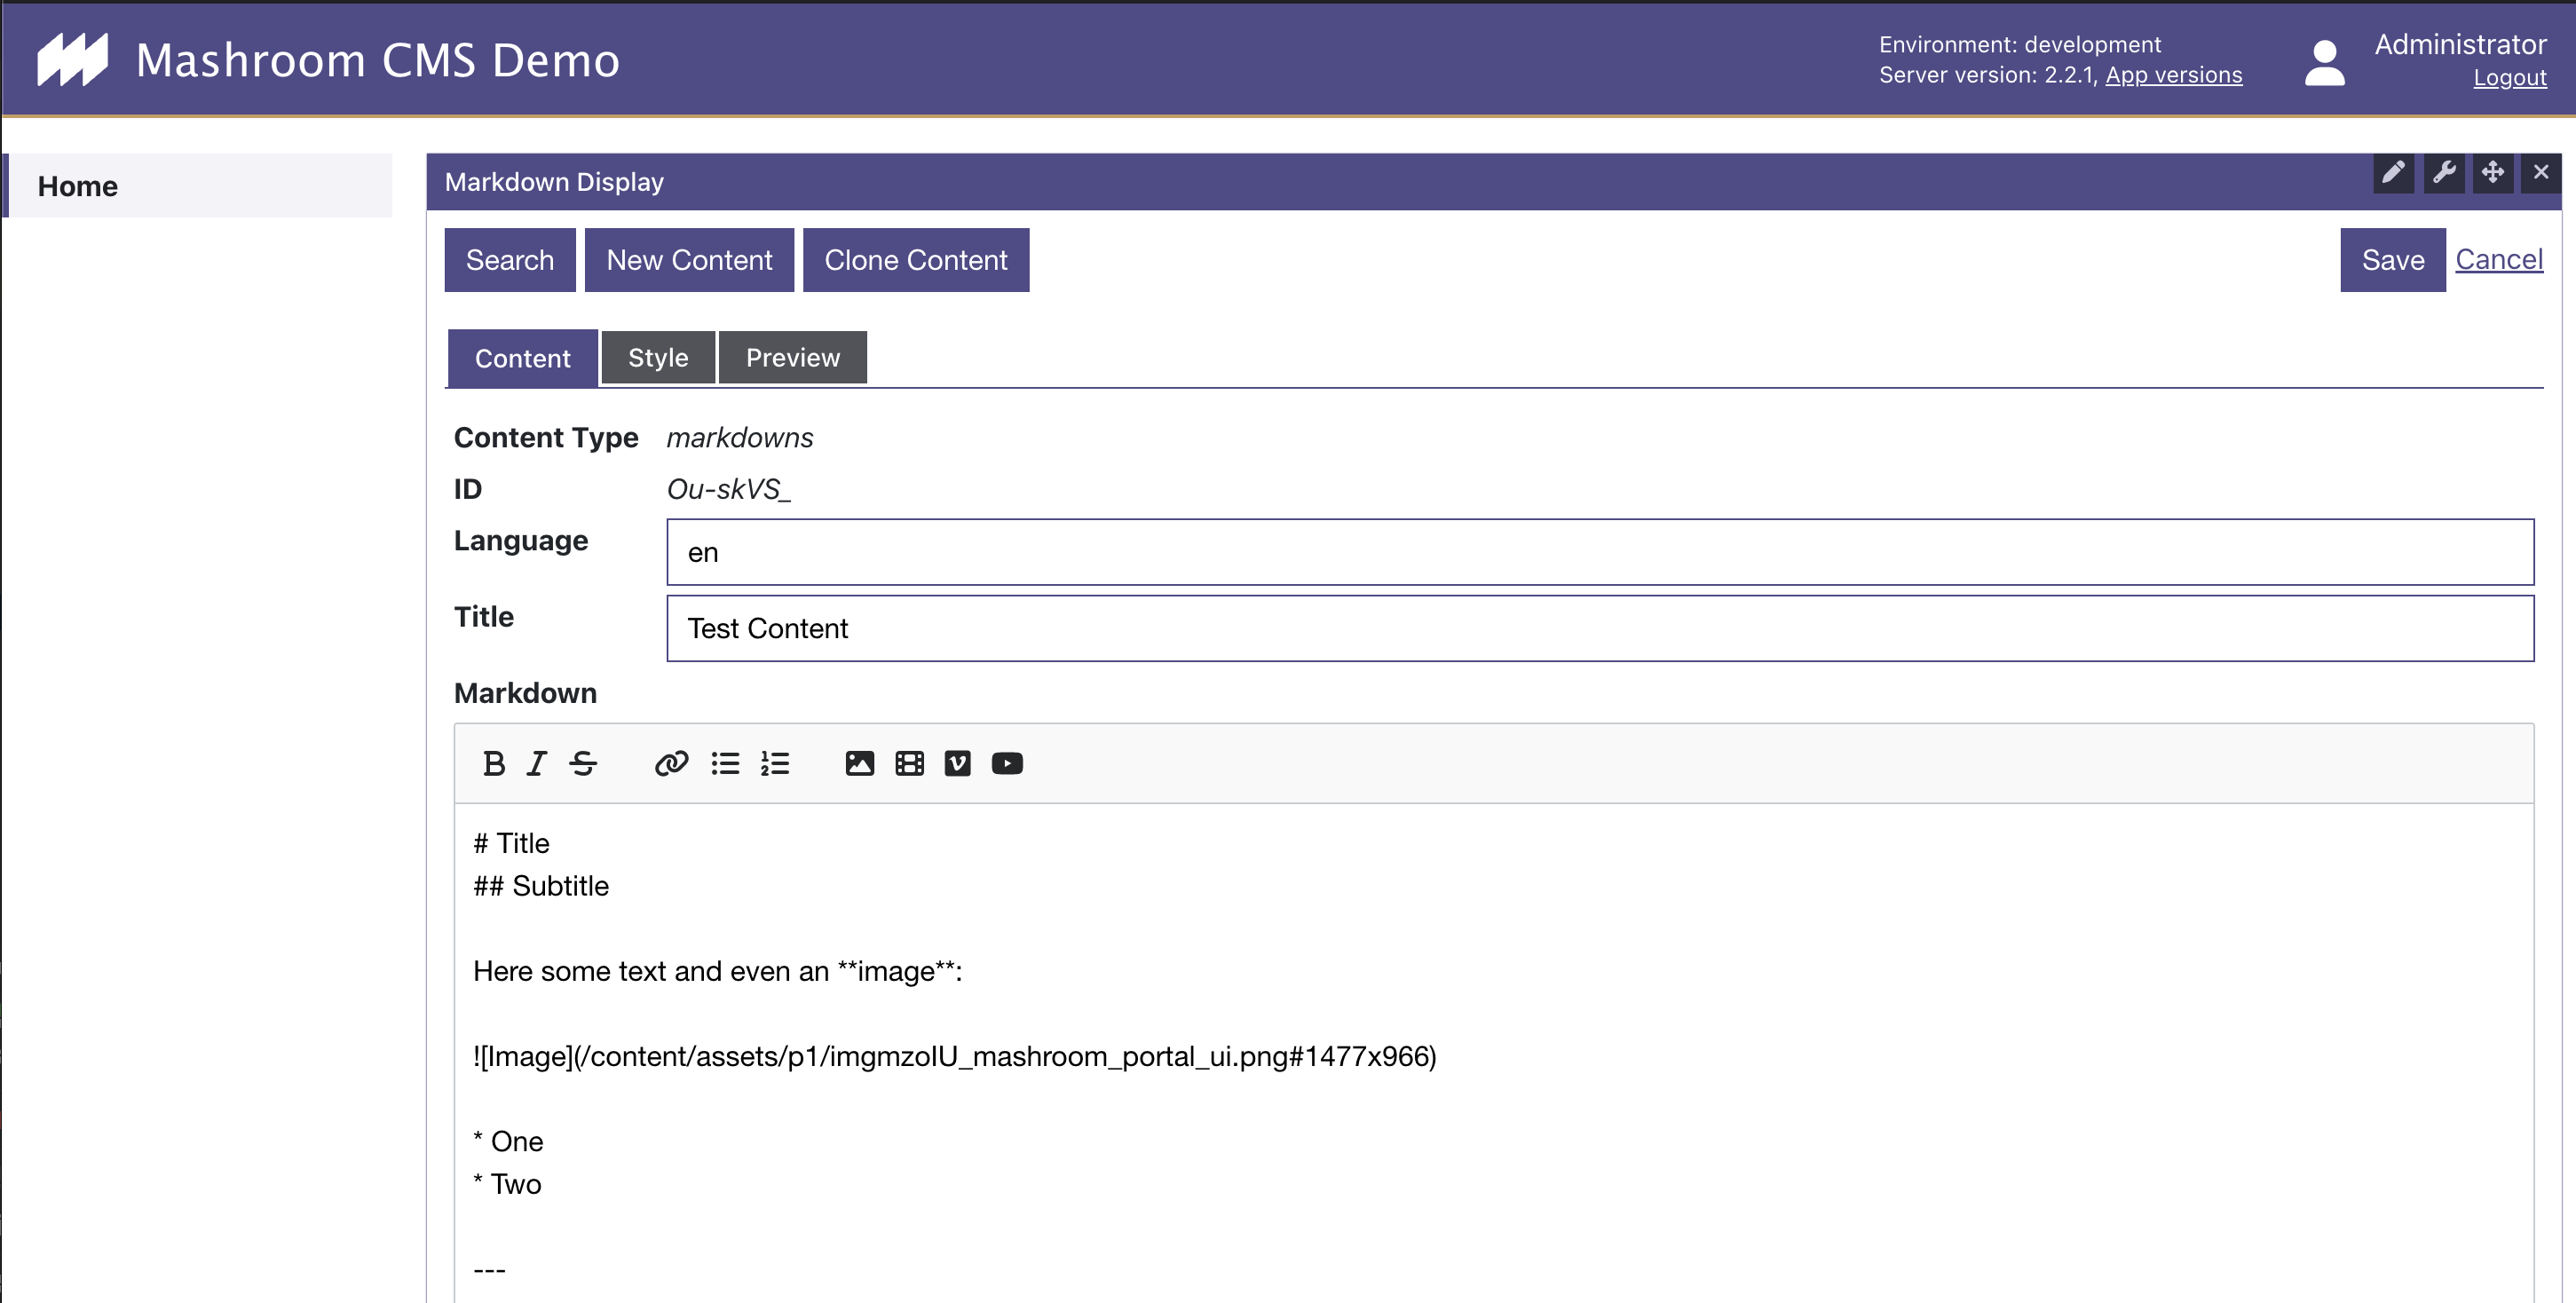 Mashroom CMS Demo
Environment: development
Server version: 2.2.1, App versions
Administrator
Logout
Home
Markdown Display
Search
New Content
Clone Content
Save
Cancel
Content
Style
Preview
Content Type markdowns
ID Ou-skVS_
Language en
Title Test Content
Markdown
# Title
## Subtitle
Here some text and even an **image**:
![Image](/content/assets/p1/imgmzoIU_mashroom_portal_ui.png#1477x966)
* One
* Two
---